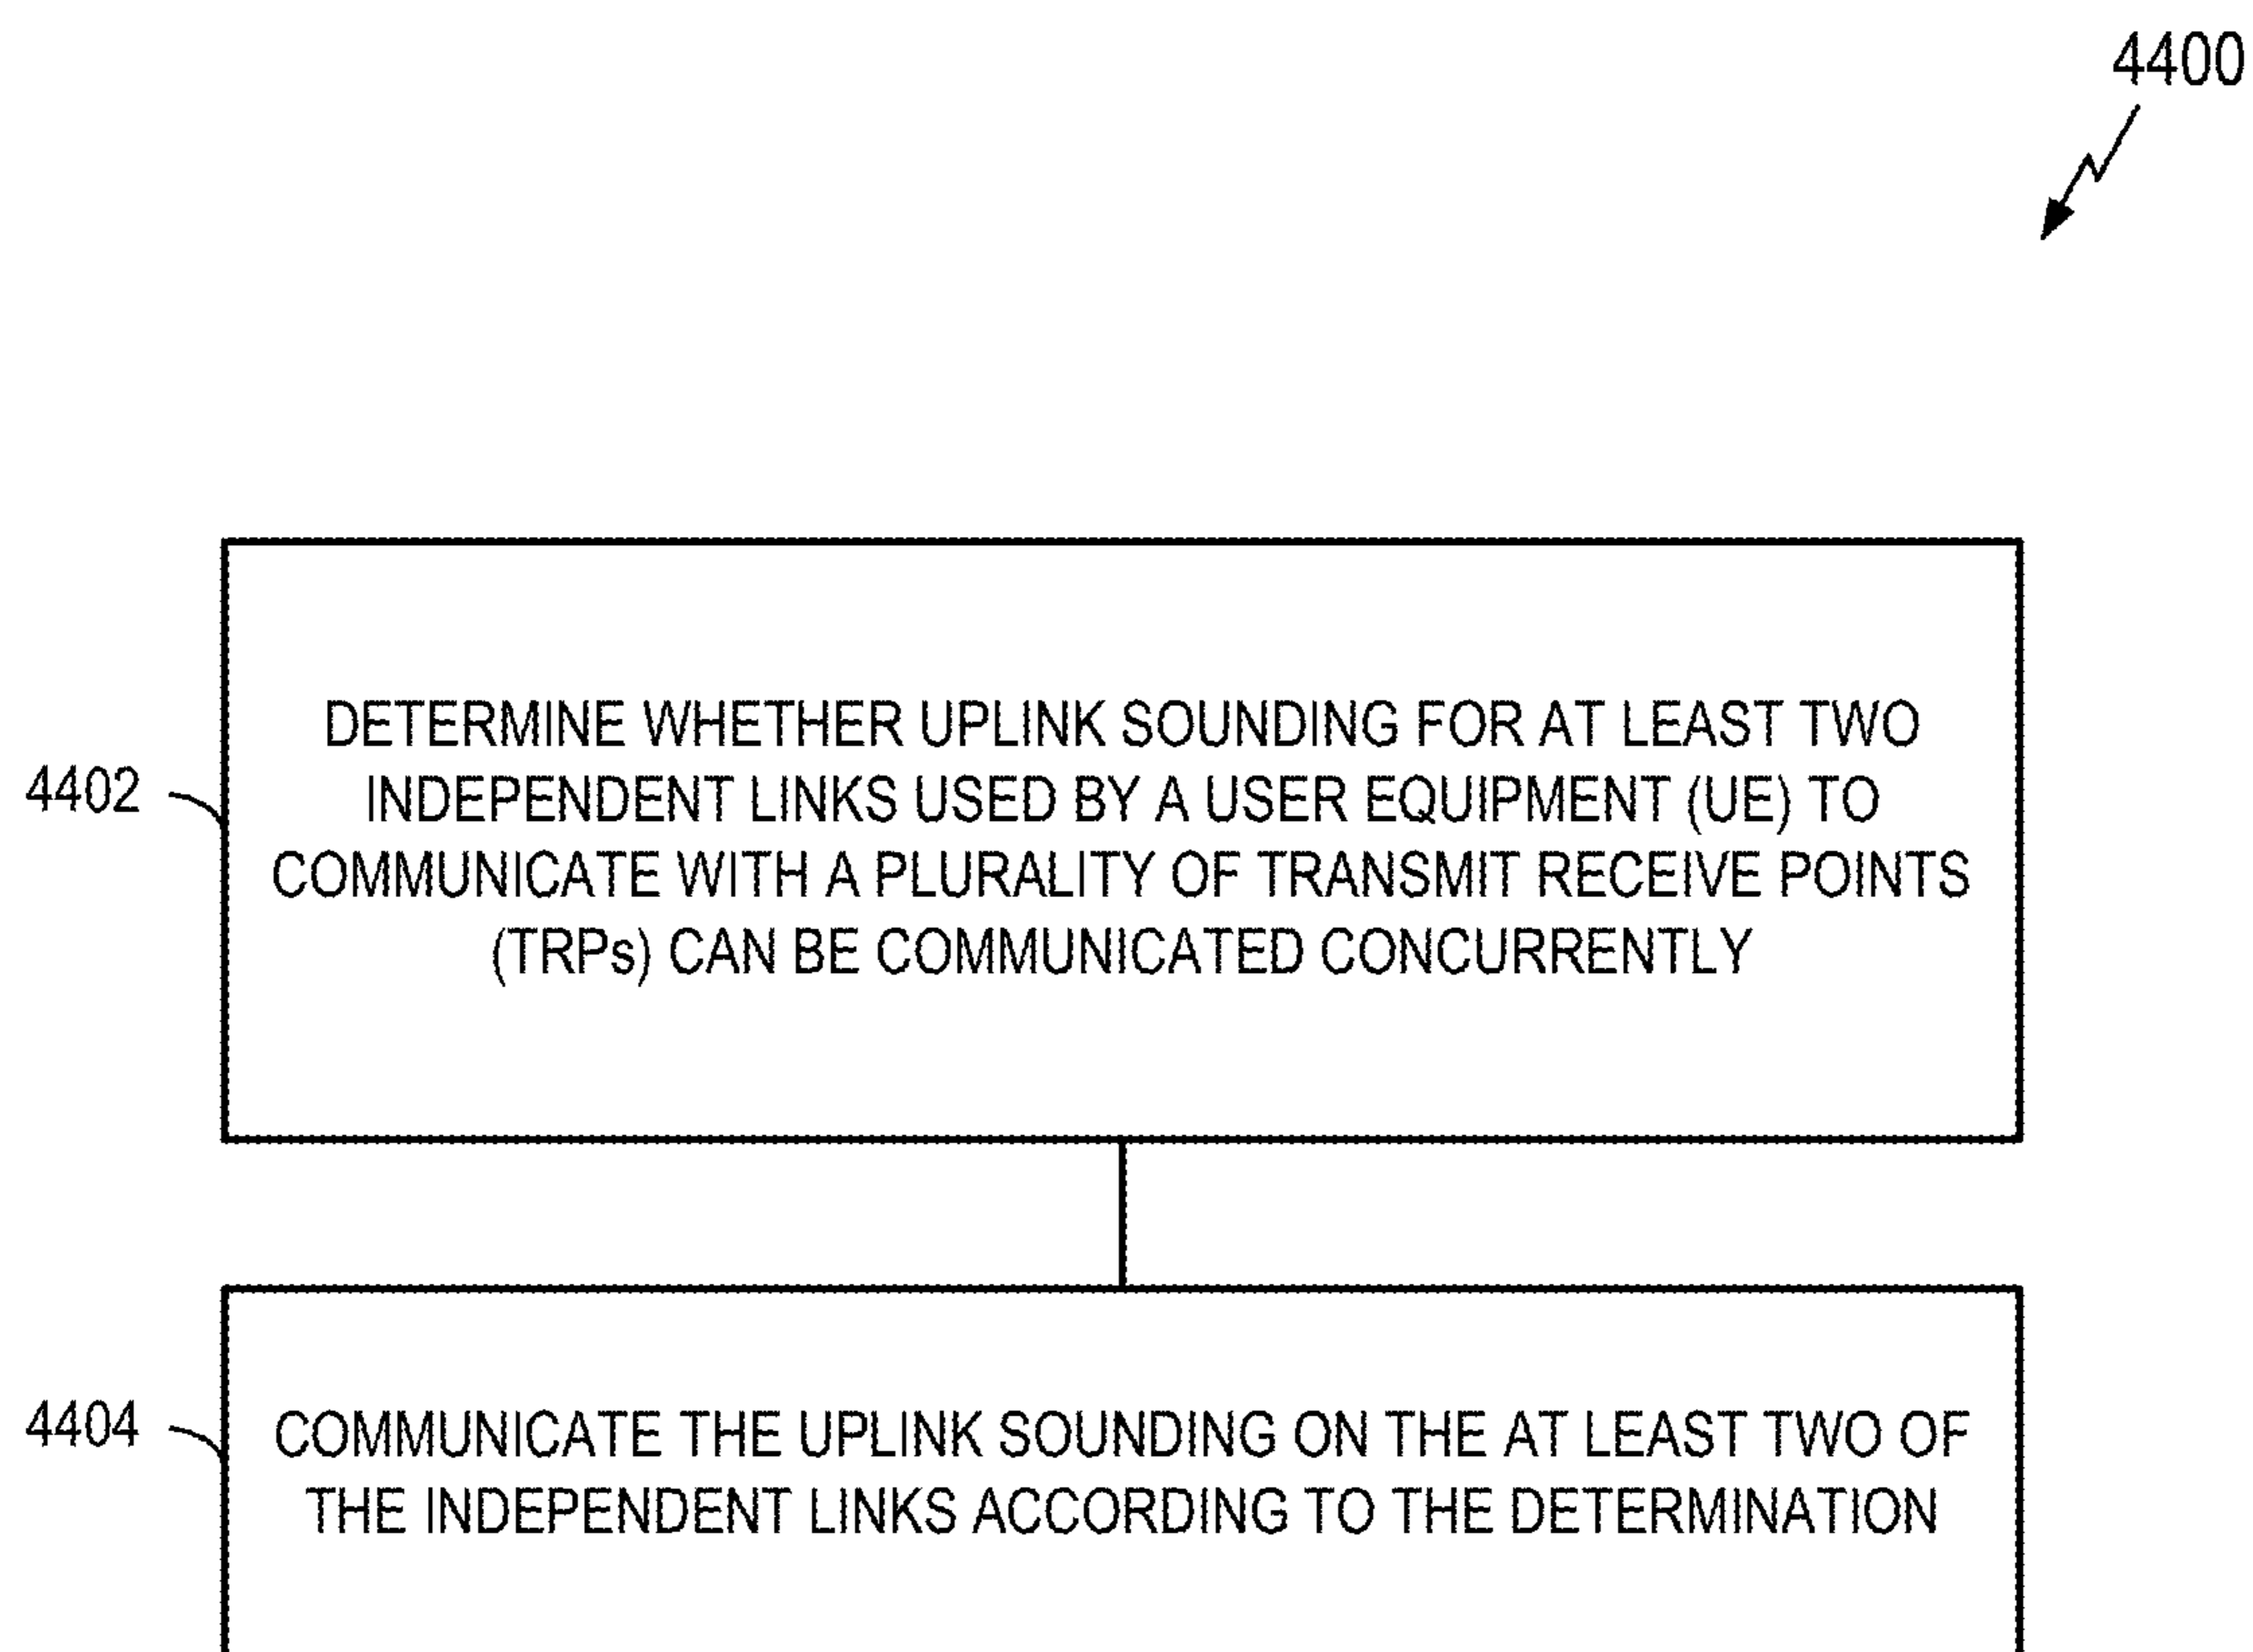 4400
4402
DETERMINE WHETHER UPLINK SOUNDING FOR AT LEAST TWO
INDEPENDENT LINKS USED BY A USER EQUIPMENT (UE) TO
COMMUNICATE WITH A PLURALITY OF TRANSMIT RECEIVE POINTS
(TRPs) CAN BE COMMUNICATED CONCURRENTLY
4404
COMMUNICATE THE UPLINK SOUNDING ON THE AT LEAST TWO OF
THE INDEPENDENT LINKS ACCORDING TO THE DETERMINATION